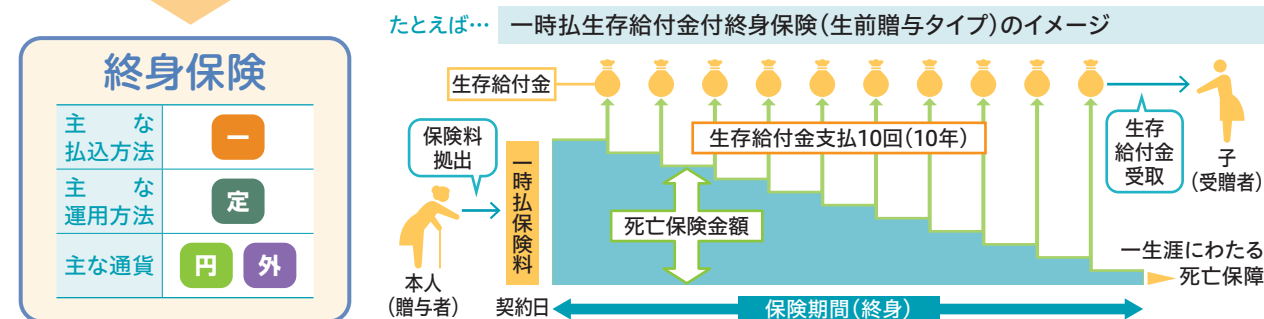 終身保険
主な
払込方法
一
主な
運用方法
定
主な通貨
円 外
たとえば… 一時払生存給付金付終身保険(生前贈与タイプ)のイメージ
生存給付金
保険料
拠出
一時払保険料
生存給付金支払10回(10年)
死亡保険金額
生存
給付金
受取
子
(受贈者)
本人
(贈与者)
一生涯にわたる
死亡保障
契約日
保険期間(終身)